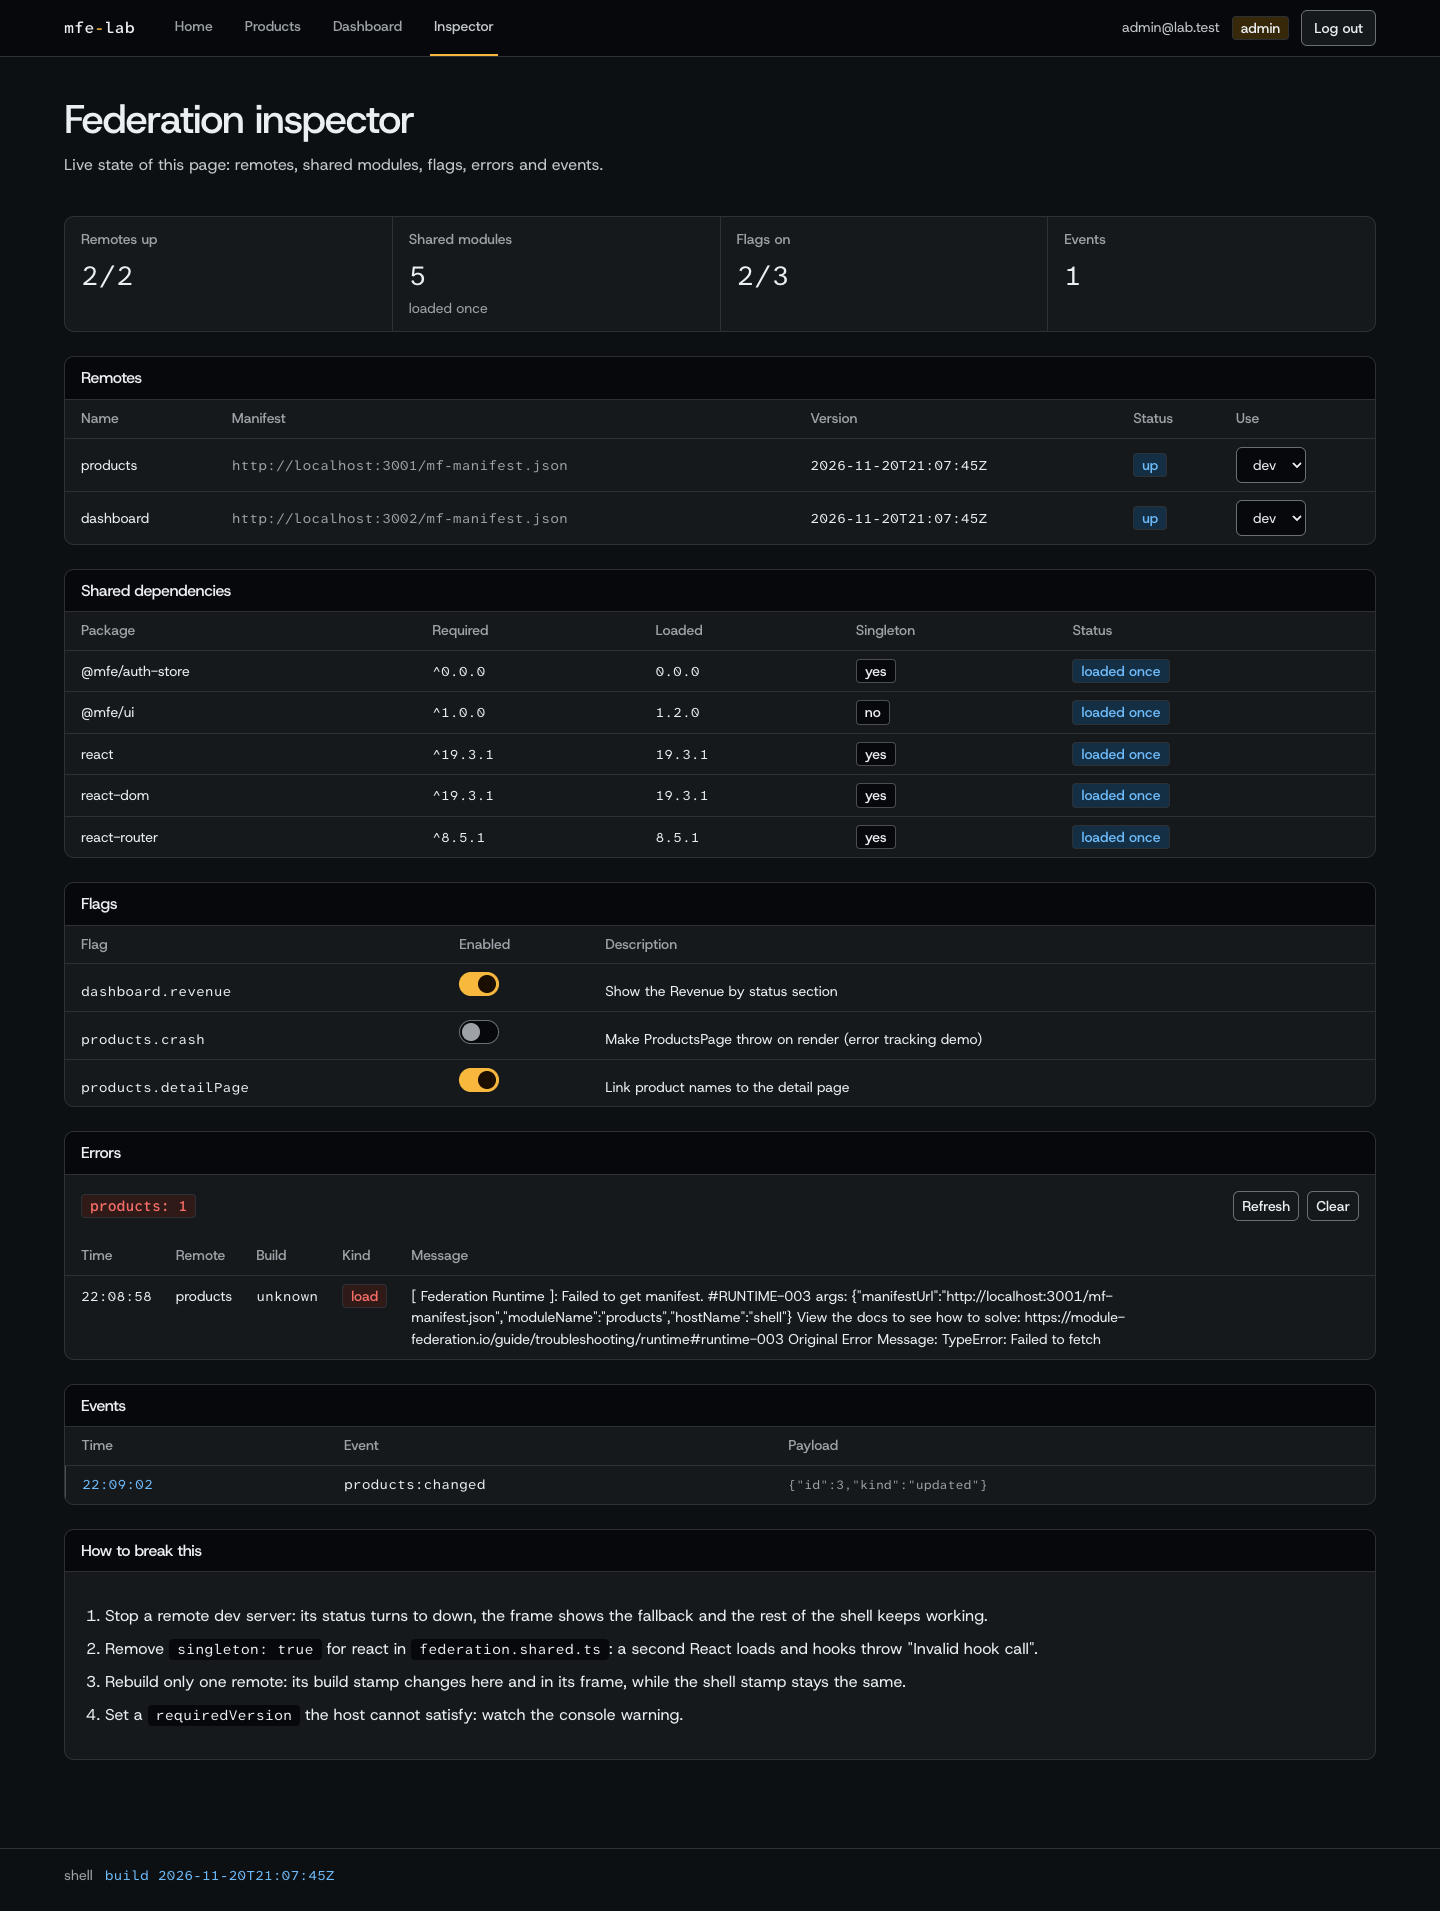 mfe-lab Home Products Dashboard Inspector admin@lab.test admin Log out
Federation inspector
Live state of this page: remotes, shared modules, flags, errors and events.
Remotes up Shared modules Flags on Events
2/2 5 2/3 1
loaded once
Remotes
Name Manifest Version Status Use
products http://localhost:3001/mf-manifest.json 2026-11-20T21:07:45Z up dev
dashboard http://localhost:3002/mf-manifest.json 2026-11-20T21:07:45Z up dev
Shared dependencies
Package Required Loaded Singleton Status
@mfe/auth-store ^0.0.0 0.0.0 yes loaded once
@mfe/ui ^1.0.0 1.2.0 no loaded once
react ^19.3.1 19.3.1 yes loaded once
react-dom ^19.3.1 19.3.1 yes loaded once
react-router ^8.5.1 8.5.1 yes loaded once
Flags
Flag Enabled Description
dashboard.revenue Show the Revenue by status section
products.crash Make ProductsPage throw on render (error tracking demo)
products.detailPage Link product names to the detail page
Errors
products: 1 Refresh Clear
Time Remote Build Kind Message
22:08:58 products unknown load [ Federation Runtime ]: Failed to get manifest. #RUNTIME-003 args: {"manifestUrl":"http://localhost:3001/mf-
manifest.json","moduleName":"products","hostName":"shell"} View the docs to see how to solve: https://module-
federation.io/guide/troubleshooting/runtime#runtime-003 Original Error Message: TypeError: Failed to fetch
Events
Time Event Payload
22:09:02 products:changed {"id":3,"kind":"updated"}
How to break this
1. Stop a remote dev server: its status turns to down, the frame shows the fallback and the rest of the shell keeps working.
2. Remove singleton: true for react in federation.shared.ts: a second React loads and hooks throw "Invalid hook call".
3. Rebuild only one remote: its build stamp changes here and in its frame, while the shell stamp stays the same.
4. Set a requiredVersion the host cannot satisfy: watch the console warning.
shell build 2026-11-20T21:07:45Z